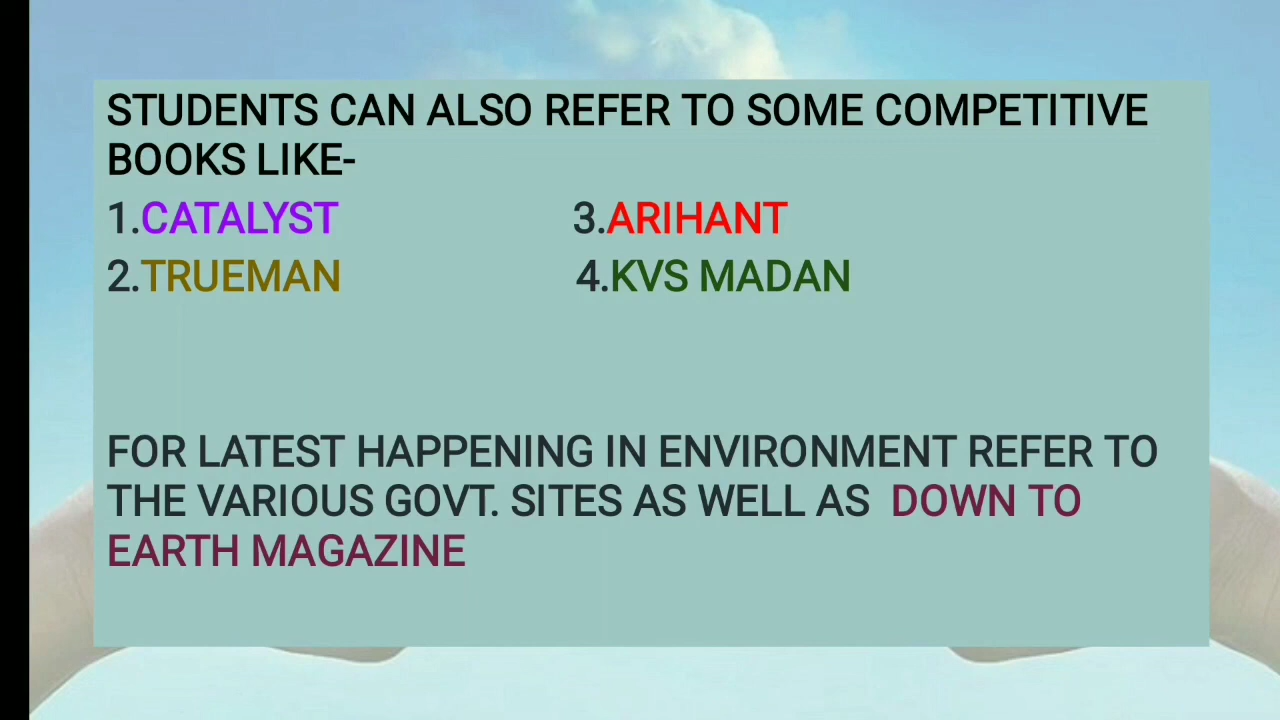 STUDENTS CAN ALSO REFER TO SOME COMPETITIVE
BOOKS LIKE-
1.CATALYST 3.ARIHANT
2.TRUEMAN 4.KVS MADAN
FOR LATEST HAPPENING IN ENVIRONMENT REFER TO
THE VARIOUS GOVT. SITES AS WELL AS DOWN TO
EARTH MAGAZINE